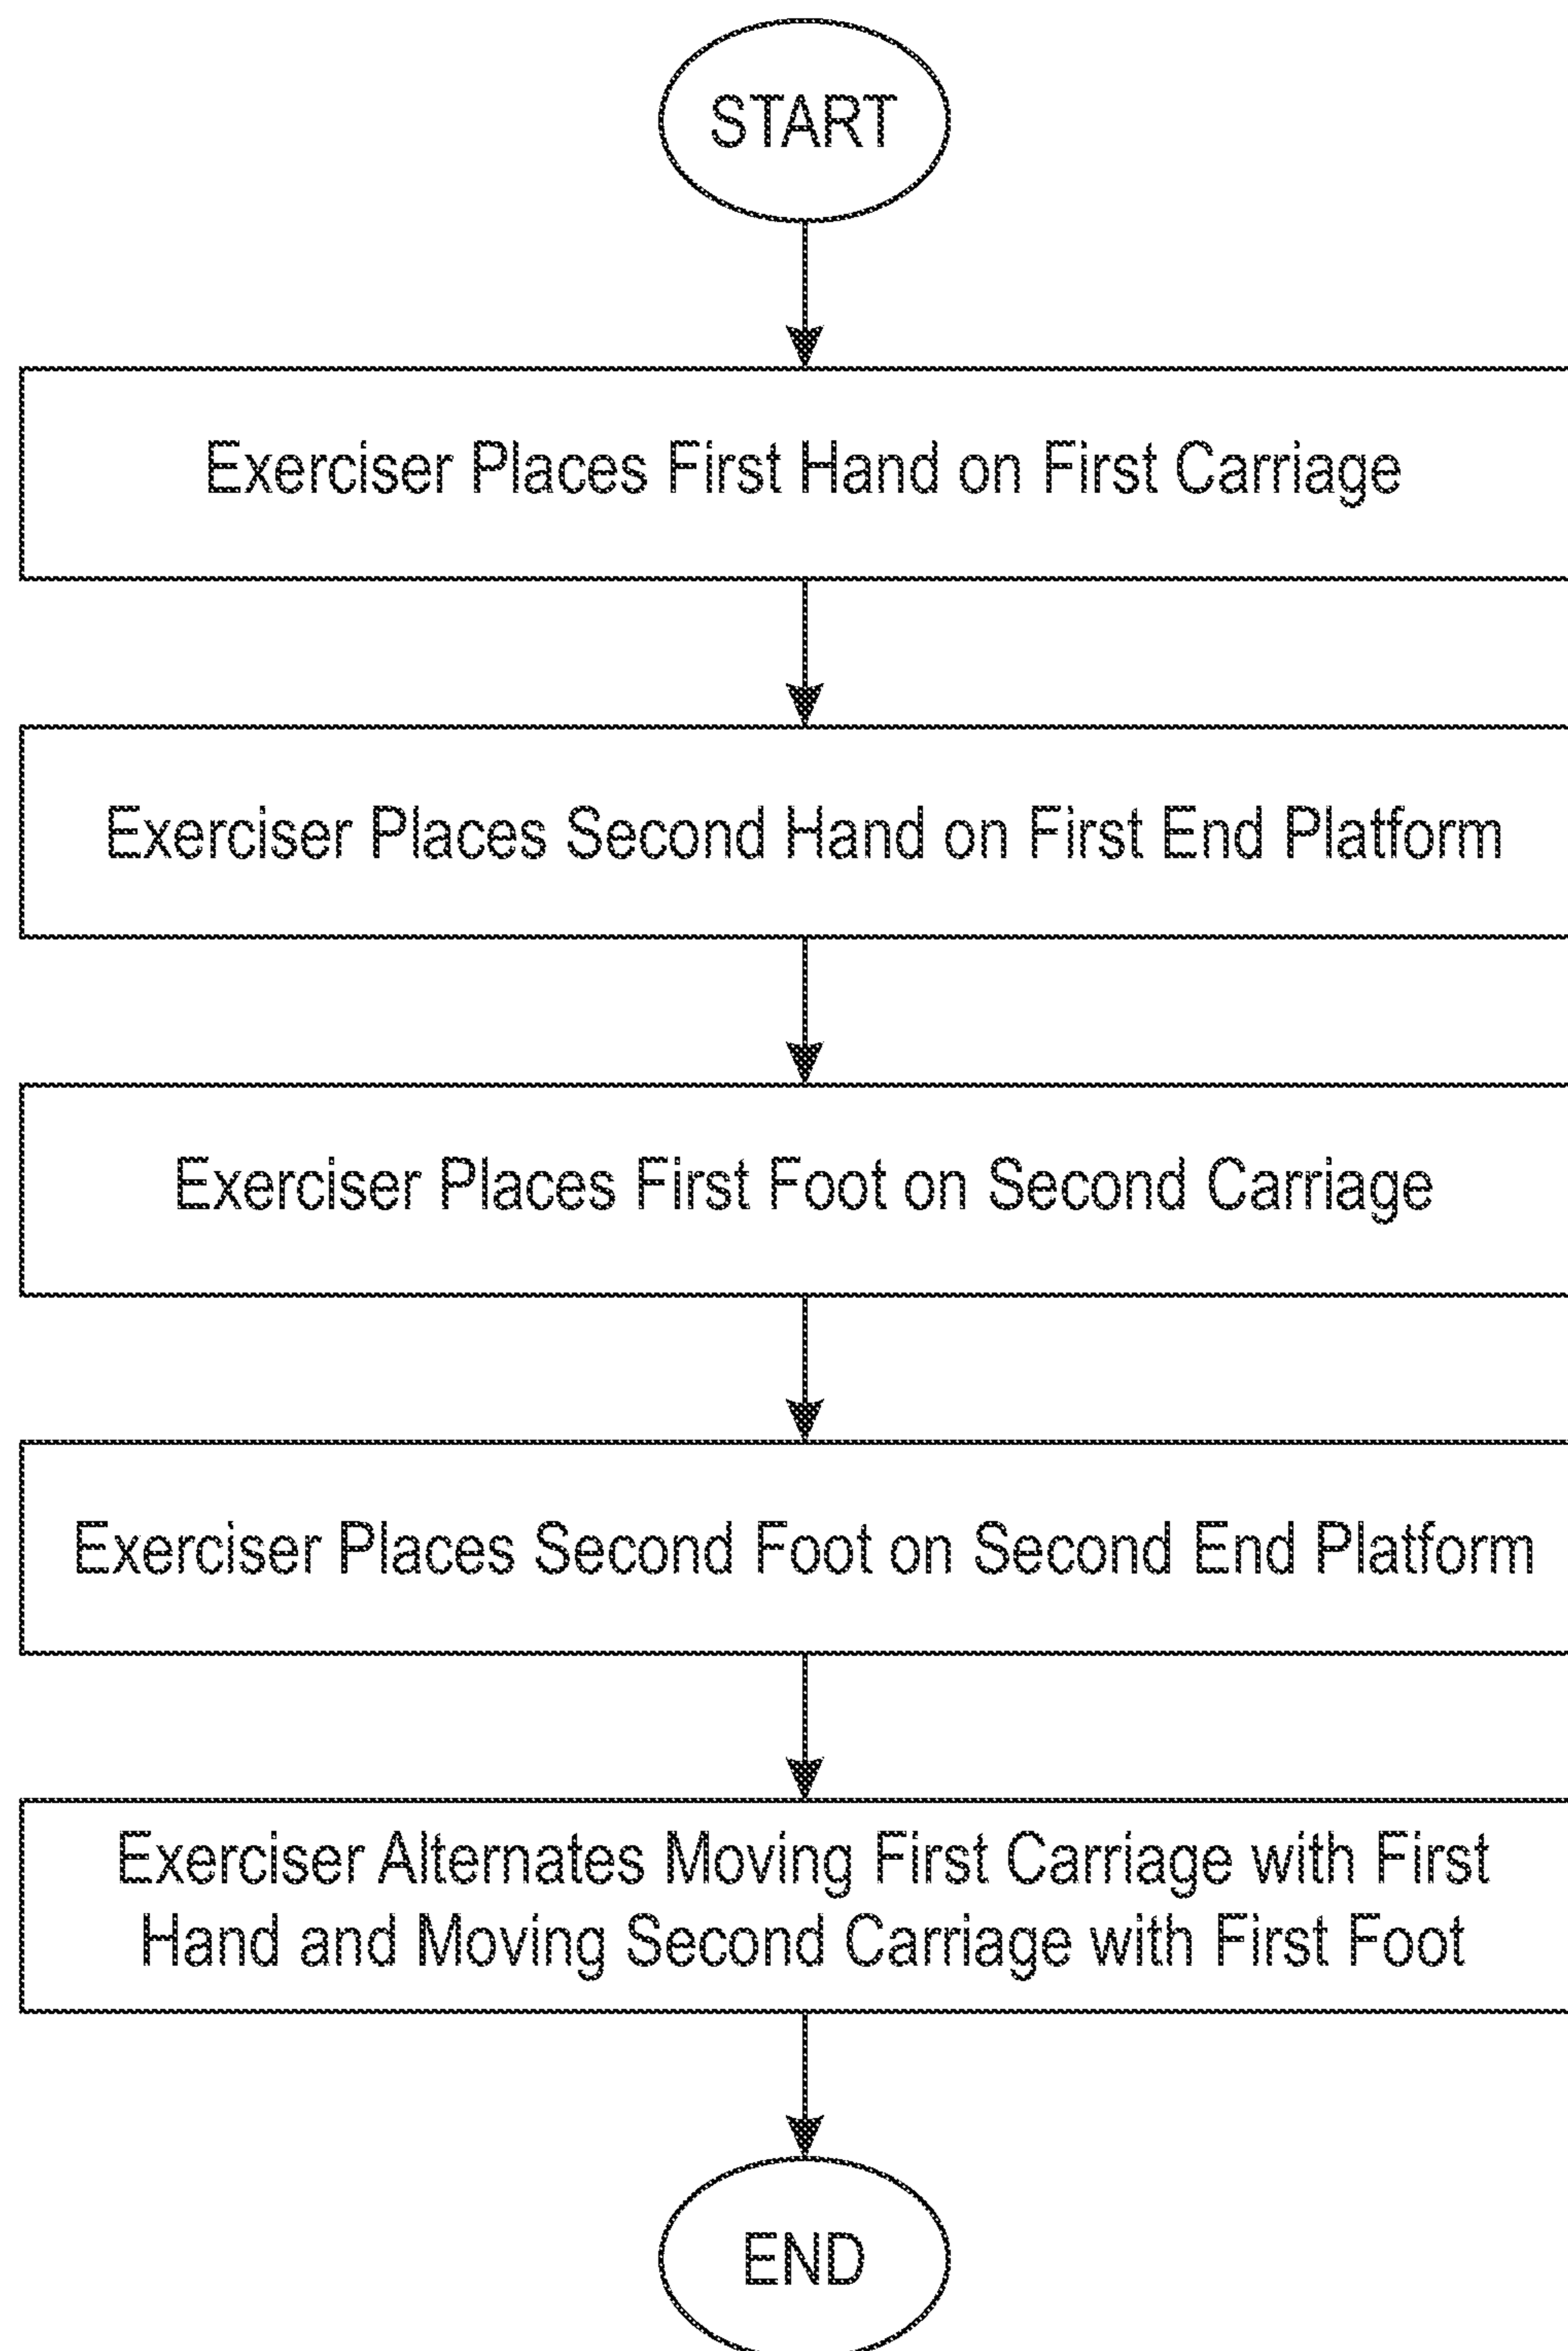 START
Exerciser Places First Hand on First Carriage
Exerciser Places Second Hand on First End Platform
Exerciser Places First Foot on Second Carriage
Exerciser Places Second Foot on Second End Platform
Exerciser Alternates Moving First Carriage with First
Hand and Moving Second Carriage with First Foot
END